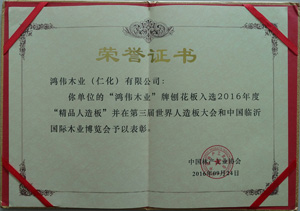 荣誉证书
鸿伟木业（仁化）有限公司：
你单位的“鸿伟木业”牌刨花板入选2016年度
“精品人造板”并在第三届世界人造板大会和中国临沂
国际木业博览会予以表彰。
中国林产工业协会
2016年09月24日